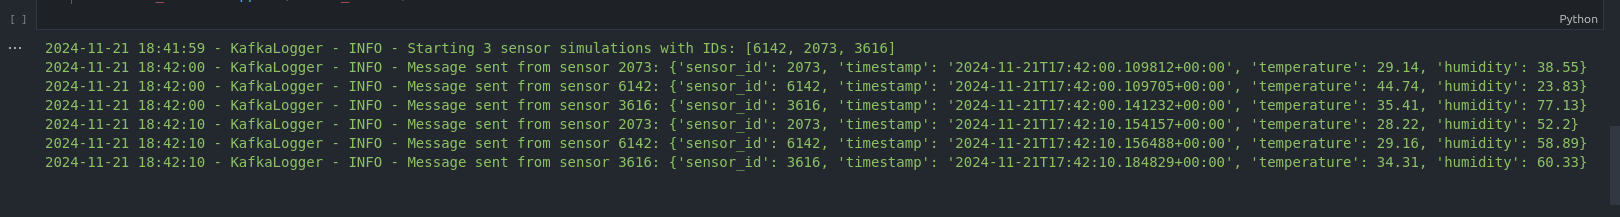 [ ]
Python
...
2024-11-21 18:41:59 - KafkaLogger - INFO - Starting 3 sensor simulations with IDs: [6142, 2073, 3616]
2024-11-21 18:42:00 - KafkaLogger - INFO - Message sent from sensor 2073: {'sensor_id': 2073, 'timestamp': '2024-11-21T17:42:00.109812+00:00', 'temperature': 29.14, 'humidity': 38.55}
2024-11-21 18:42:00 - KafkaLogger - INFO - Message sent from sensor 6142: {'sensor_id': 6142, 'timestamp': '2024-11-21T17:42:00.109705+00:00', 'temperature': 44.74, 'humidity': 23.83}
2024-11-21 18:42:00 - KafkaLogger - INFO - Message sent from sensor 3616: {'sensor_id': 3616, 'timestamp': '2024-11-21T17:42:00.141232+00:00', 'temperature': 35.41, 'humidity': 77.13}
2024-11-21 18:42:10 - KafkaLogger - INFO - Message sent from sensor 2073: {'sensor_id': 2073, 'timestamp': '2024-11-21T17:42:10.154157+00:00', 'temperature': 28.22, 'humidity': 52.2}
2024-11-21 18:42:10 - KafkaLogger - INFO - Message sent from sensor 6142: {'sensor_id': 6142, 'timestamp': '2024-11-21T17:42:10.156488+00:00', 'temperature': 29.16, 'humidity': 58.89}
2024-11-21 18:42:10 - KafkaLogger - INFO - Message sent from sensor 3616: {'sensor_id': 3616, 'timestamp': '2024-11-21T17:42:10.184829+00:00', 'temperature': 34.31, 'humidity': 60.33}